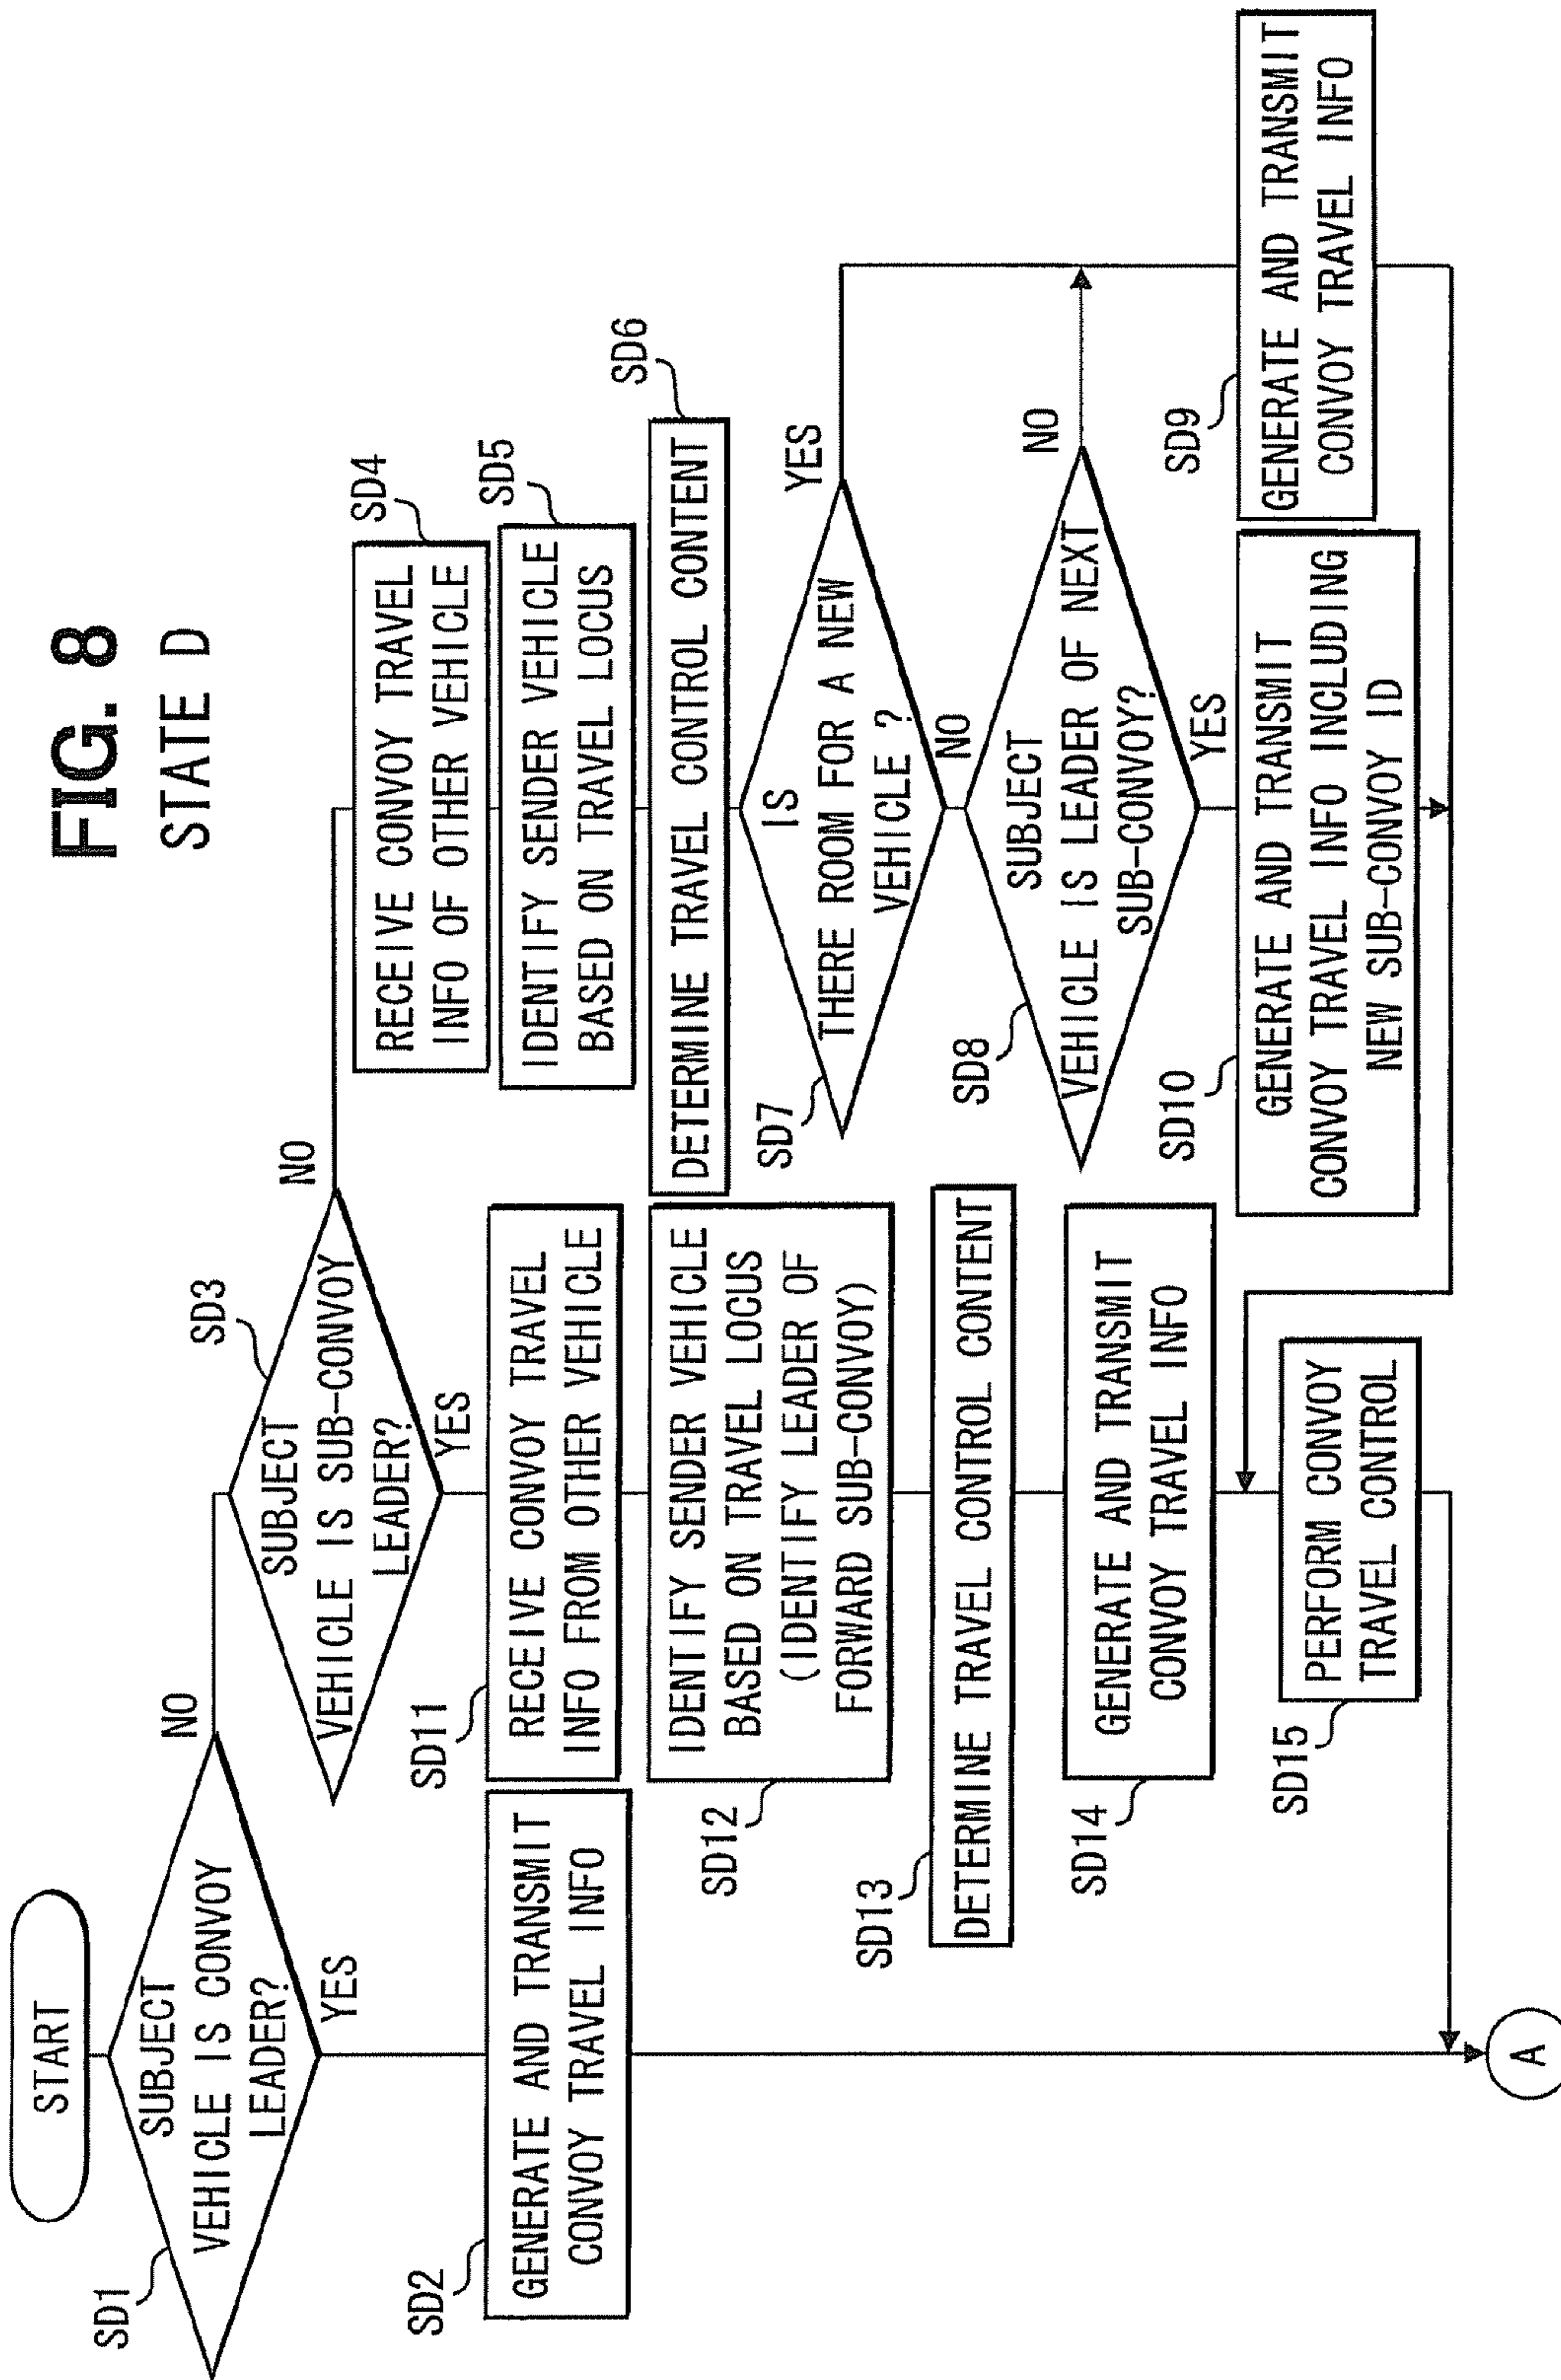 FIG. 8
STATE D
START
SD1
SUBJECT
VEHICLE IS CONVOY
LEADER?
NO
YES
SD2
GENERATE AND TRANSMIT
CONVOY TRAVEL INFO
SD3
SUBJECT
VEHICLE IS SUB-CONVOY
LEADER?
NO
YES
SD4
RECEIVE CONVOY TRAVEL
INFO OF OTHER VEHICLE
SD5
IDENTIFY SENDER VEHICLE
BASED ON TRAVEL LOCUS
SD6
DETERMINE TRAVEL CONTROL CONTENT
SD7
IS
THERE ROOM FOR A NEW
VEHICLE ?
YES
NO
SD8
SUBJECT
VEHICLE IS LEADER OF NEXT
SUB-CONVOY?
NO
YES
SD9
GENERATE AND TRANSMIT
CONVOY TRAVEL INFO
SD10
GENERATE AND TRANSMIT
CONVOY TRAVEL INFO INCLUDING
NEW SUB-CONVOY ID
SD11
RECEIVE CONVOY TRAVEL
INFO FROM OTHER VEHICLE
SD12
IDENTIFY SENDER VEHICLE
BASED ON TRAVEL LOCUS
(IDENTIFY LEADER OF
FORWARD SUB-CONVOY)
SD13
DETERMINE TRAVEL CONTROL CONTENT
SD14
GENERATE AND TRANSMIT
CONVOY TRAVEL INFO
SD15
PERFORM CONVOY
TRAVEL CONTROL
A